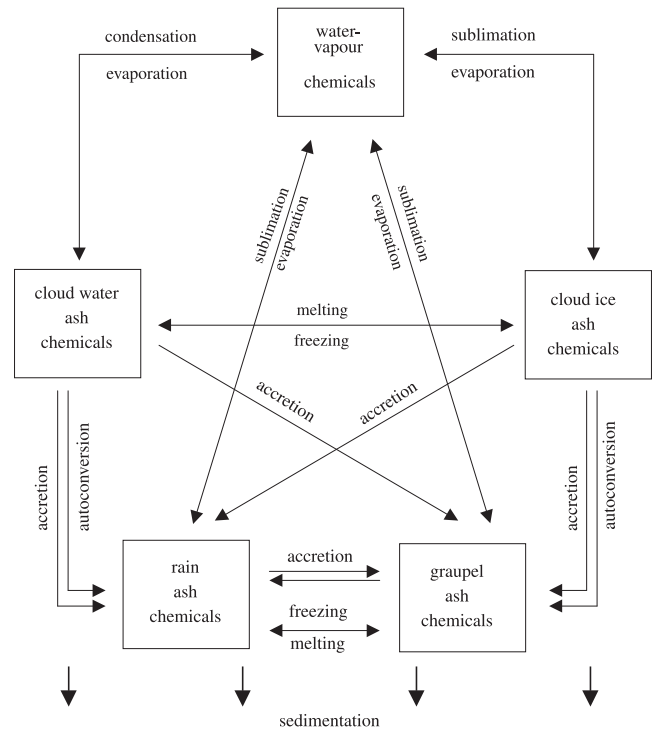 condensation
evaporation
water-
vapour
chemicals
sublimation
evaporation
sublimation
evaporation
sublimation
evaporation
cloud water
ash
chemicals
melting
freezing
cloud ice
ash
chemicals
accretion
accretion
accretion
autoconversion
accretion
autoconversion
rain
ash
chemicals
accretion
freezing
melting
graupel
ash
chemicals
sedimentation